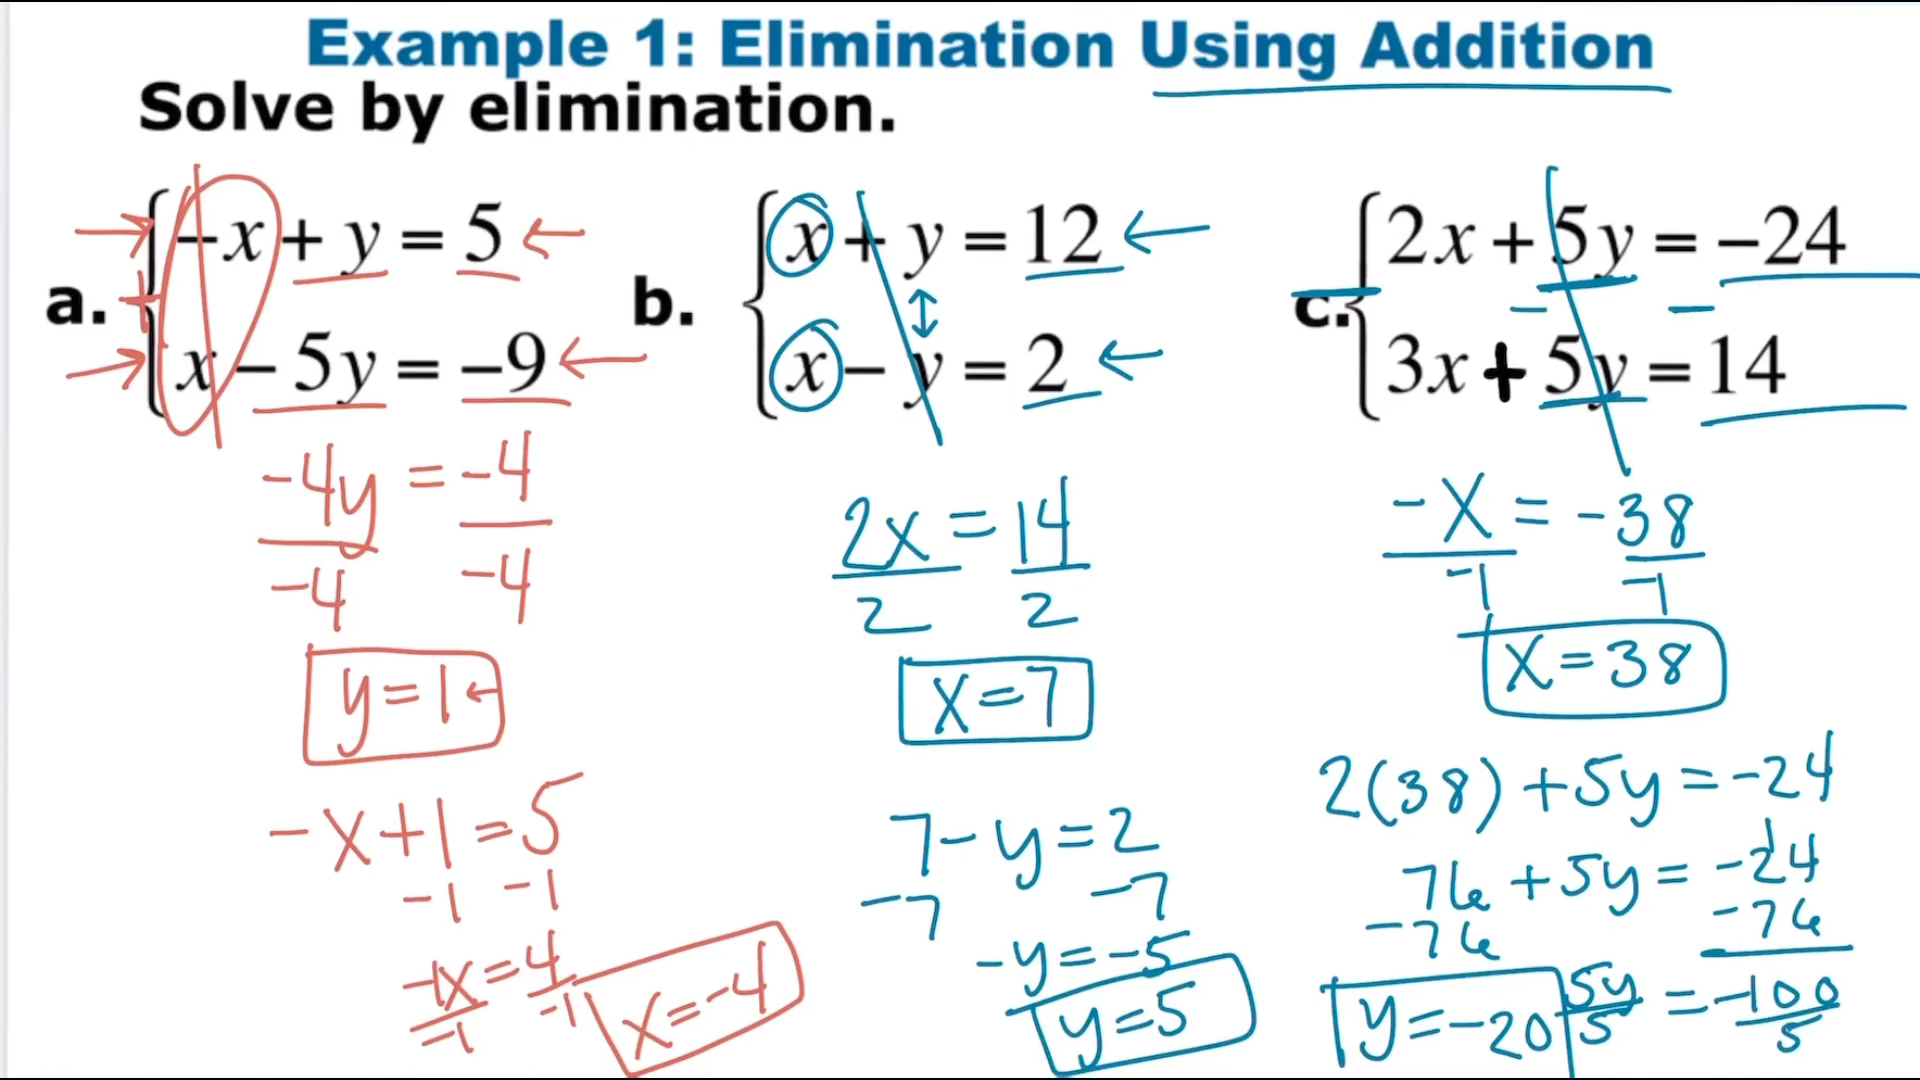 Example 1: Elimination Using Addition
Solve by elimination.
a.
-x + y = 5
+
x - 5y = -9
-4y = -4
-4 -4
y = 1
-x + 1 = 5
-1 -1
-1x = 4
-1 -1
x = -4
b.
x + y = 12
x - y = 2
2x = 14
2 2
x = 7
7 - y = 2
-7 -7
-y = -5
y = 5
c.
2x + 5y = -24
- -
3x + 5y = 14
-x = -38
-1 -1
x = 38
2(38) + 5y = -24
76 + 5y = -24
-76 -76
5y = -100
5 5
y = -20